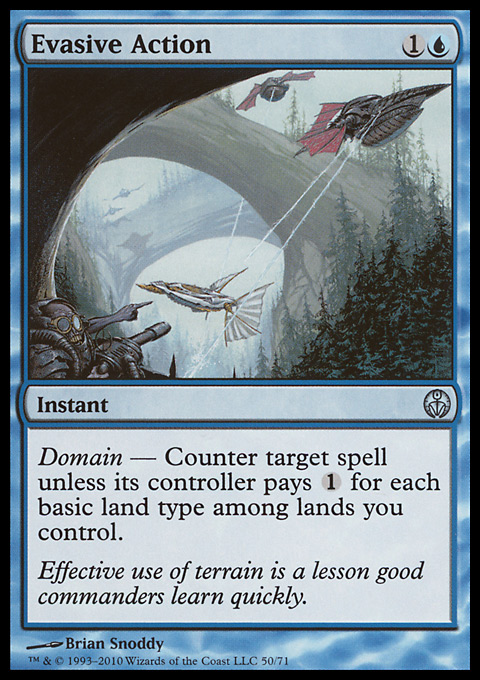 Evasive Action 1
Instant
Domain — Counter target spell
unless its controller pays 1 for each
basic land type among lands you
control.
Effective use of terrain is a lesson good
commanders learn quickly.
Brian Snoddy
™ & © 1993–2010 Wizards of the Coast LLC 50/71